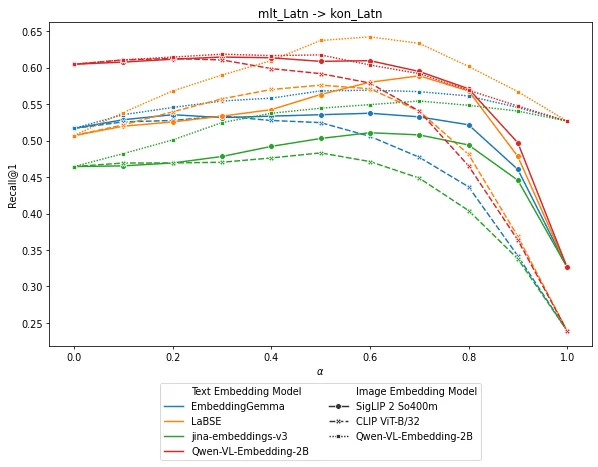 mlt_Latn -> kon_Latn
0.65
0.60
0.55
0.50
0.45
0.40
0.35
0.30
0.25
Recall@1
0.0 0.2 0.4 0.6 0.8 1.0
α
Text Embedding Model Image Embedding Model
EmbeddingGemma SigLIP 2 So400m
LaBSE CLIP ViT-B/32
jina-embeddings-v3 Qwen-VL-Embedding-2B
Qwen-VL-Embedding-2B